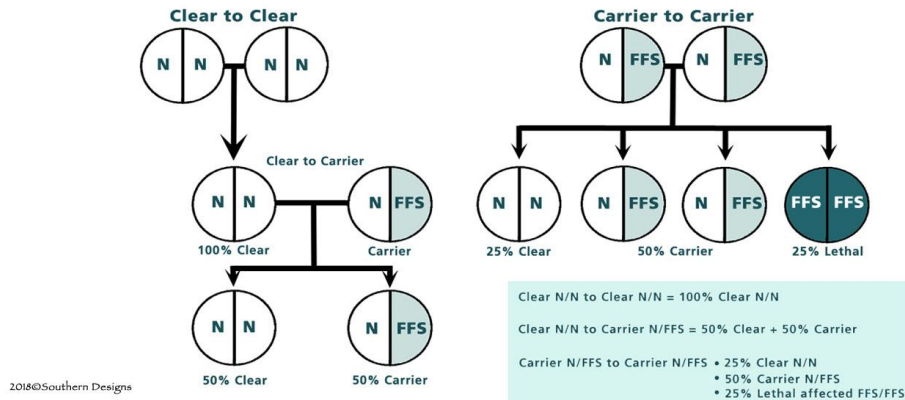 Clear to Clear
N N N N
Clear to Carrier
N N N FFS
100% Clear Carrier
N N N FFS
50% Clear 50% Carrier
Carrier to Carrier
N FFS N FFS
N N N FFS N FFS FFS FFS
25% Clear 50% Carrier 25% Lethal
Clear N/N to Clear N/N = 100% Clear N/N
Clear N/N to Carrier N/FFS = 50% Clear + 50% Carrier
Carrier N/FFS to Carrier N/FFS • 25% Clear N/N
• 50% Carrier N/FFS
• 25% Lethal affected FFS/FFS
2018©Southern Designs